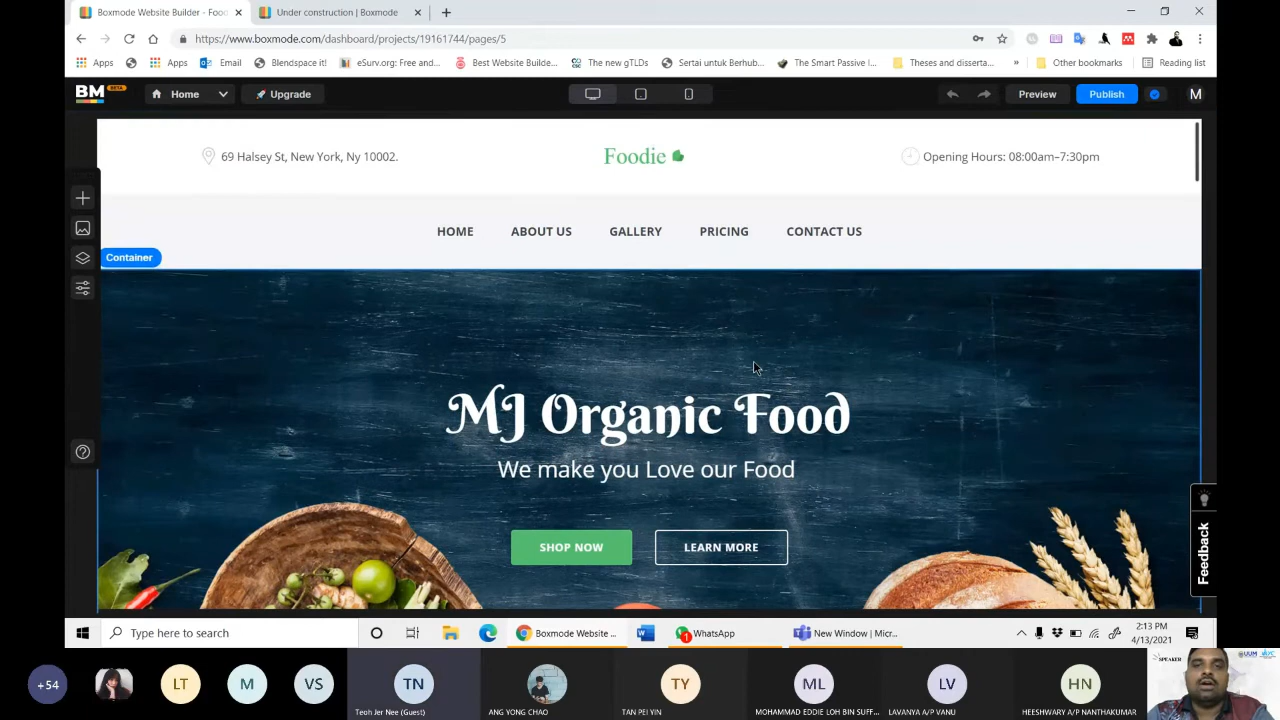 Boxmode Website Builder - Foo
Under construction | Boxmode
https://www.boxmode.com/dashboard/projects/19161744/pages/5
Apps
Apps
Email
Blendspace it!
eSurv.org: Free and...
Best Website Builde...
The new gTLDs
Sertai untuk Berhub...
The Smart Passive I...
Theses and disserta...
»
Other bookmarks
Reading list
BM BETA
Home
Upgrade
Preview
Publish
M
69 Halsey St, New York, Ny 10002.
Foodie
Opening Hours: 08:00am–7:30pm
HOME
ABOUT US
GALLERY
PRICING
CONTACT US
Container
MJ Organic Food
We make you Love our Food
SHOP NOW
LEARN MORE
Feedback
Type here to search
Boxmode Website ...
WhatsApp
1
New Window | Micr...
2:13 PM
4/13/2021
+54
LT
M
VS
TN
Teoh Jer Nee (Guest)
ANG YONG CHAO
TY
TAN PEI YIN
ML
MOHAMMAD EDDIE LOH BIN SUFF...
LV
LAVANYA A/P VANU
HN
HEESHWARY A/P NANTHAKUMAR
SPEAKER
UUM